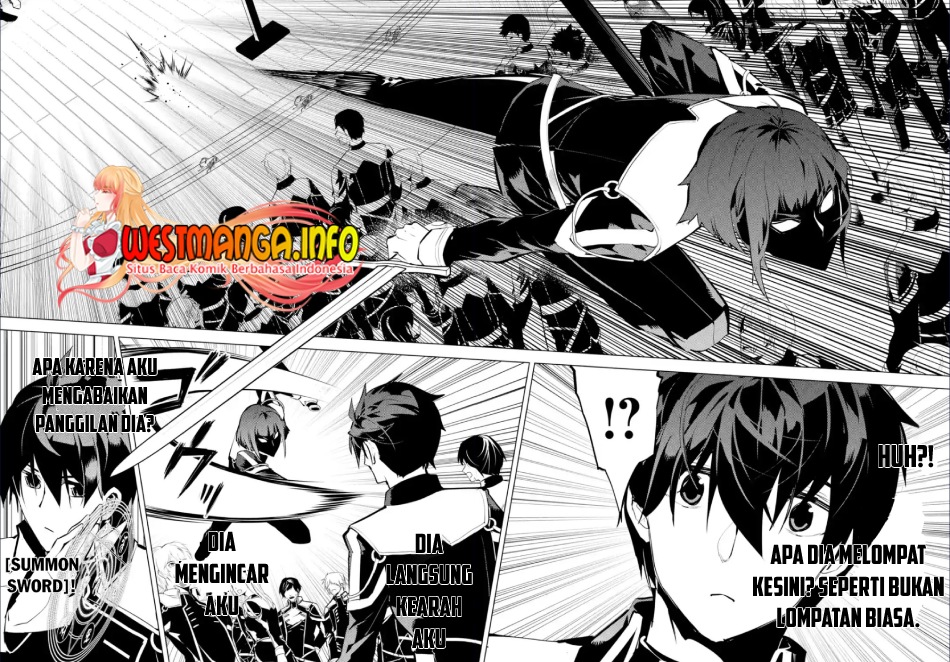 WESTMANGA.INFO
Situs Baca Komik Berbahasa Indonesia
!?
HUH?!
APA DIA MELOMPAT
KESINI? SEPERTI BUKAN
LOMPATAN BIASA.
DIA
LANGSUNG
KEARAH
AKU
DIA
MENGINCAR
AKU
APA KARENA AKU
MENGABAIKAN
PANGGILAN DIA?
[SUMMON
SWORD]!